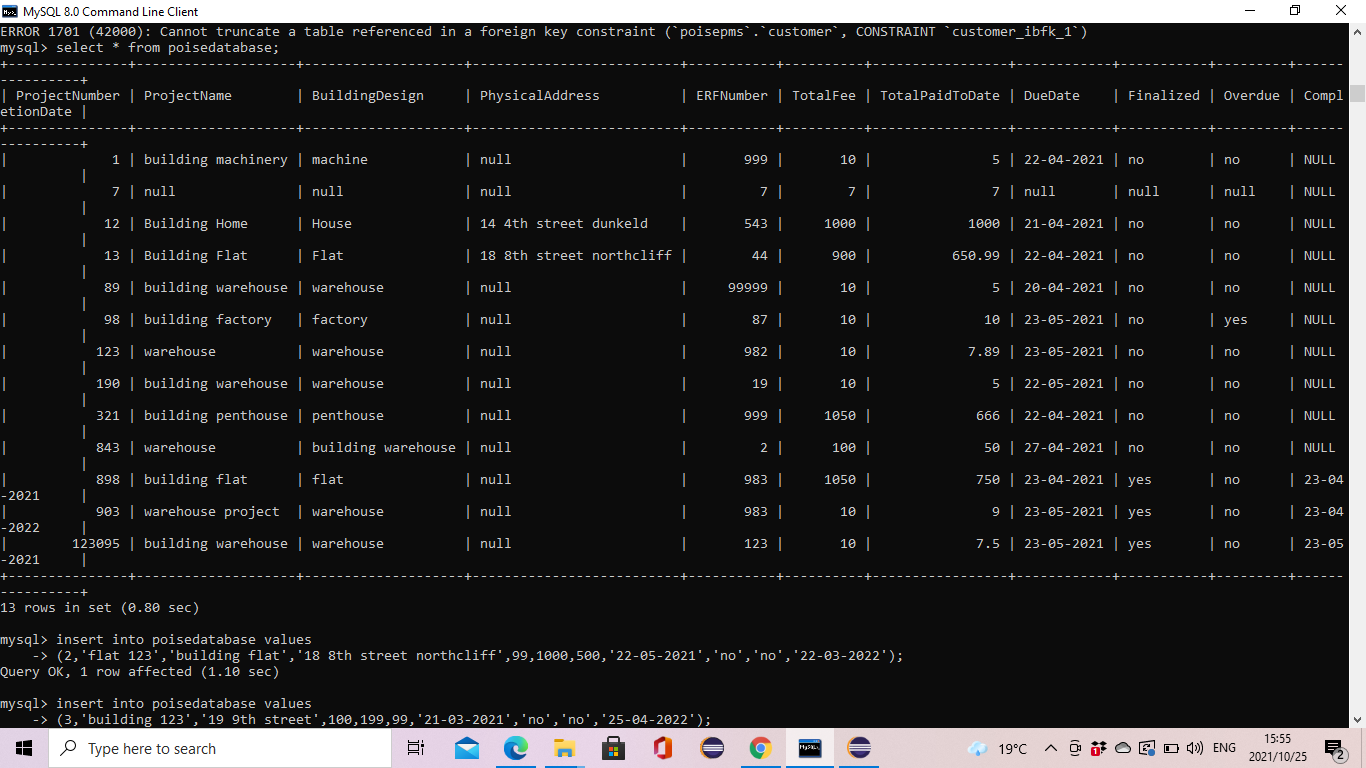 MySQL 8.0 Command Line Client
ERROR 1701 (42000): Cannot truncate a table referenced in a foreign key constraint (`poisepms`.`customer`, CONSTRAINT `customer_ibfk_1`)
mysql> select * from poisedatabase;
+---------------+--------------------+--------------------+--------------------------+-----------+----------+-----------------+------------+-----------+---------+------
----------+
| ProjectNumber | ProjectName        | BuildingDesign     | PhysicalAddress          | ERFNumber | TotalFee | TotalPaidToDate | DueDate    | Finalized | Overdue | Compl
etionDate |
+---------------+--------------------+--------------------+--------------------------+-----------+----------+-----------------+------------+-----------+---------+------
----------+
|             1 | building machinery | machine            | null                     |       999 |       10 |               5 | 22-04-2021 | no        | no      | NULL
          |
|             7 | null               | null               | null                     |         7 |        7 |               7 | null       | null      | null    | NULL
          |
|            12 | Building Home      | House              | 14 4th street dunkeld    |       543 |     1000 |            1000 | 21-04-2021 | no        | no      | NULL
          |
|            13 | Building Flat      | Flat               | 18 8th street northcliff |        44 |      900 |          650.99 | 22-04-2021 | no        | no      | NULL
          |
|            89 | building warehouse | warehouse          | null                     |     99999 |       10 |               5 | 20-04-2021 | no        | no      | NULL
          |
|            98 | building factory   | factory            | null                     |        87 |       10 |              10 | 23-05-2021 | no        | yes     | NULL
          |
|           123 | warehouse          | warehouse          | null                     |       982 |       10 |            7.89 | 23-05-2021 | no        | no      | NULL
          |
|           190 | building warehouse | warehouse          | null                     |        19 |       10 |               5 | 22-05-2021 | no        | no      | NULL
          |
|           321 | building penthouse | penthouse          | null                     |       999 |     1050 |             666 | 22-04-2021 | no        | no      | NULL
          |
|           843 | warehouse          | building warehouse | null                     |         2 |      100 |              50 | 27-04-2021 | no        | no      | NULL
          |
|           898 | building flat      | flat               | null                     |       983 |     1050 |             750 | 23-04-2021 | yes       | no      | 23-04
-2021     |
|           903 | warehouse project  | warehouse          | null                     |       983 |       10 |               9 | 23-05-2021 | yes       | no      | 23-04
-2022     |
|        123095 | building warehouse | warehouse          | null                     |       123 |       10 |             7.5 | 23-05-2021 | yes       | no      | 23-05
-2021     |
+---------------+--------------------+--------------------+--------------------------+-----------+----------+-----------------+------------+-----------+---------+------
----------+
13 rows in set (0.80 sec)
mysql> insert into poisedatabase values
    -> (2,'flat 123','building flat','18 8th street northcliff',99,1000,500,'22-05-2021','no','no','22-03-2022');
Query OK, 1 row affected (1.10 sec)
mysql> insert into poisedatabase values
    -> (3,'building 123','19 9th street',100,199,99,'21-03-2021','no','no','25-04-2022');
Type here to search
19°C
ENG
15:55
2021/10/25
2